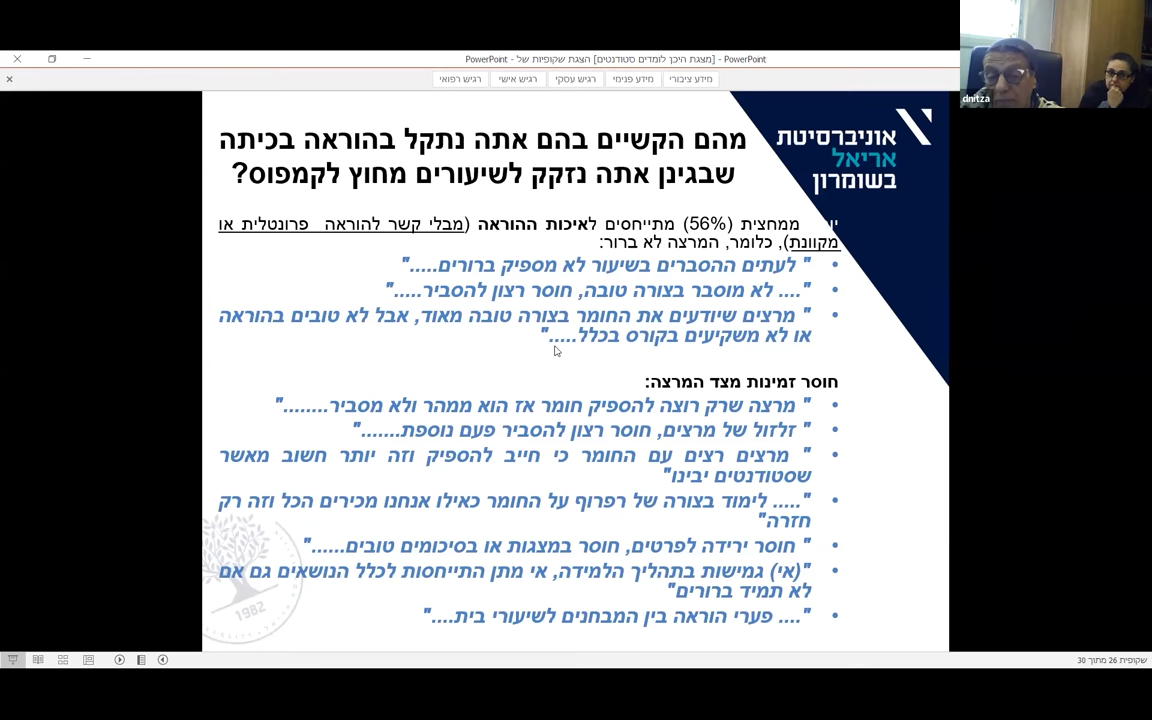 PowerPoint - [מצגת היכן לומדים סטודנטים] הצגת שקופיות של - PowerPoint
מידע ציבורי
מידע פנימי
רגיש עסקי
רגיש אישי
רגיש רפואי
dnitza
אוניברסיטת
אריאל
בשומרון
מהם הקשיים בהם אתה נתקל בהוראה בכיתה
שבגינן אתה נזקק לשיעורים מחוץ לקמפוס?
ממחצית (56%) מתייחסים לאיכות ההוראה (מבלי קשר להוראה פרונטלית או
מקוונת), כלומר, המרצה לא ברור:
• " לעתים ההסברים בשיעור לא מספיק ברורים....."
• ".... לא מוסבר בצורה טובה, חוסר רצון להסביר....."
• " מרצים שיודעים את החומר בצורה טובה מאוד, אבל לא טובים בהוראה
או לא משקיעים בקורס בכלל....."
חוסר זמינות מצד המרצה:
• " מרצה שרק רוצה להספיק חומר אז הוא ממהר ולא מסביר........"
• " זלזול של מרצים, חוסר רצון להסביר פעם נוספת......."
• " מרצים רצים עם החומר כי חייב להספיק וזה יותר חשוב מאשר
שסטודנטים יבינו"
• "..... לימוד בצורה של רפרוף על החומר כאילו אנחנו מכירים הכל וזה רק
חזרה"
• " חוסר ירידה לפרטים, חוסר במצגות או בסיכומים טובים......"
• "(אי) גמישות בתהליך הלמידה, אי מתן התייחסות לכלל הנושאים גם אם
לא תמיד ברורים"
• ".... פערי הוראה בין המבחנים לשיעורי בית...."
1982
שקופית 26 מתוך 30